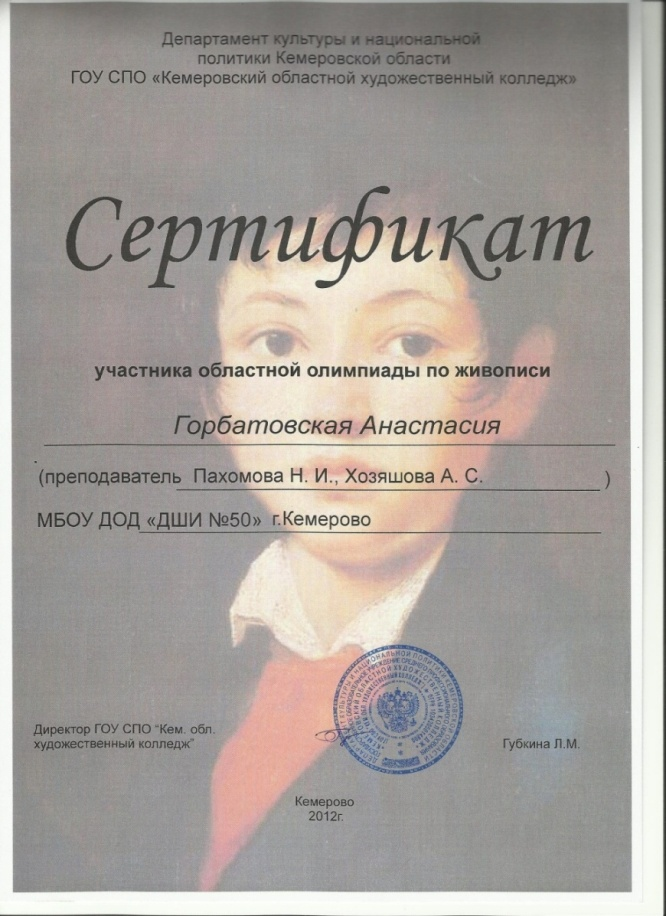 Департамент культуры и национальной
политики Кемеровской области
ГОУ СПО «Кемеровский областной художественный колледж»
Сертификат
участника областной олимпиады по живописи
Горбатовская Анастасия
(преподаватель Пахомова Н. И., Хозяшова А. С. )
МБОУ ДОД «ДШИ №50» г.Кемерово
Директор ГОУ СПО "Кем. обл.
художественный колледж"
Губкина Л.М.
Кемерово
2012г.